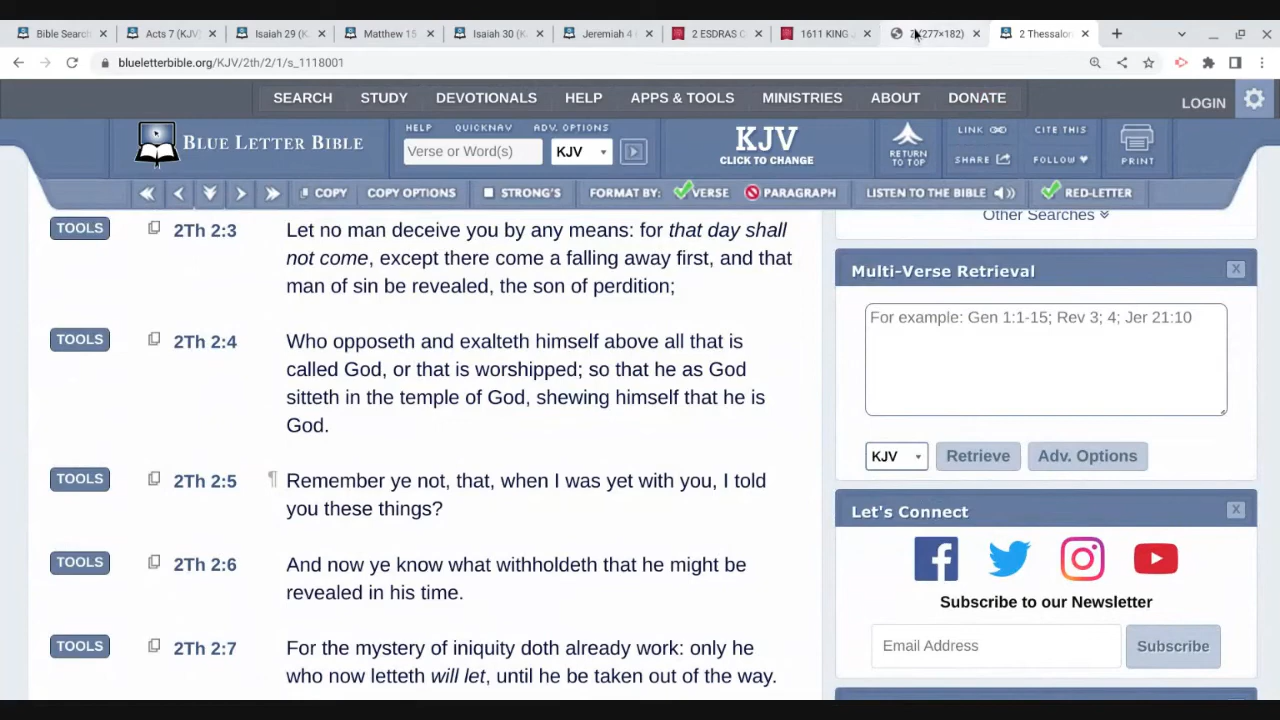 Bible Search
Acts 7 (KJV)
Isaiah 29 (K
Matthew 15
Isaiah 30 (K
Jeremiah 4 (
2 ESDRAS C
1611 KING J
(277×182)
2 Thessalon
blueletterbible.org/KJV/2th/2/1/s_1118001
SEARCH STUDY DEVOTIONALS HELP APPS & TOOLS MINISTRIES ABOUT DONATE LOGIN
BLUE LETTER BIBLE
HELP QUICKNAV ADV. OPTIONS
Verse or Word(s) KJV
KJV
CLICK TO CHANGE
RETURN
TO TOP
LINK CITE THIS
SHARE FOLLOW
PRINT
COPY COPY OPTIONS STRONG'S FORMAT BY: VERSE PARAGRAPH LISTEN TO THE BIBLE RED-LETTER
TOOLS 2Th 2:3 Let no man deceive you by any means: for that day shall
not come, except there come a falling away first, and that
man of sin be revealed, the son of perdition;
TOOLS 2Th 2:4 Who opposeth and exalteth himself above all that is
called God, or that is worshipped; so that he as God
sitteth in the temple of God, shewing himself that he is
God.
TOOLS 2Th 2:5 ¶ Remember ye not, that, when I was yet with you, I told
you these things?
TOOLS 2Th 2:6 And now ye know what withholdeth that he might be
revealed in his time.
TOOLS 2Th 2:7 For the mystery of iniquity doth already work: only he
who now letteth will let, until he be taken out of the way.
Other Searches
Multi-Verse Retrieval X
For example: Gen 1:1-15; Rev 3; 4; Jer 21:10
KJV Retrieve Adv. Options
Let's Connect X
Subscribe to our Newsletter
Email Address Subscribe